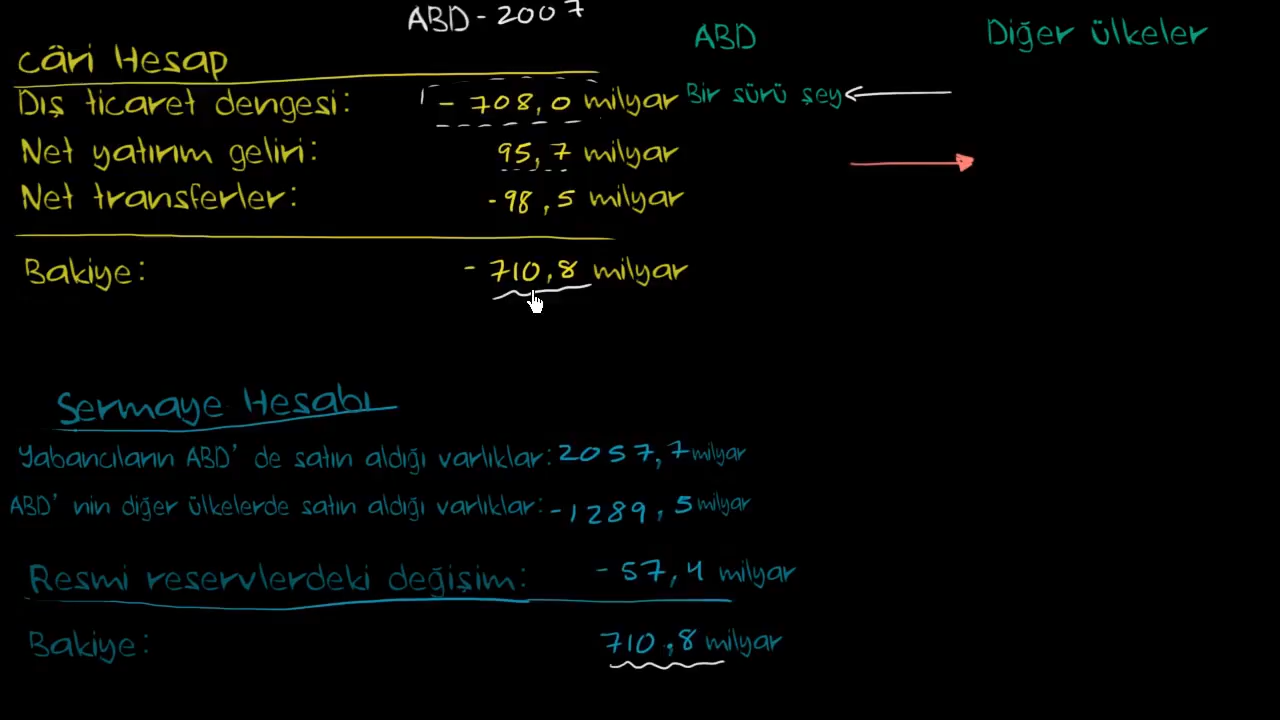 ABD - 2007
ABD
Diğer ülkeler
câri Hesap
Dış ticaret dengesi: - 708,0 milyar
Bir sürü şey
Net yatırım geliri: 95,7 milyar
Net transferler: -98,5 milyar
Bakiye: - 710,8 milyar
Sermaye Hesabı
Yabancıların ABD' de satın aldığı varlıklar: 2057,7 milyar
ABD' nin diğer ülkelerde satın aldığı varlıklar: -1289,5 milyar
Resmi reservlerdeki değişim: -57,4 milyar
Bakiye: 710,8 milyar